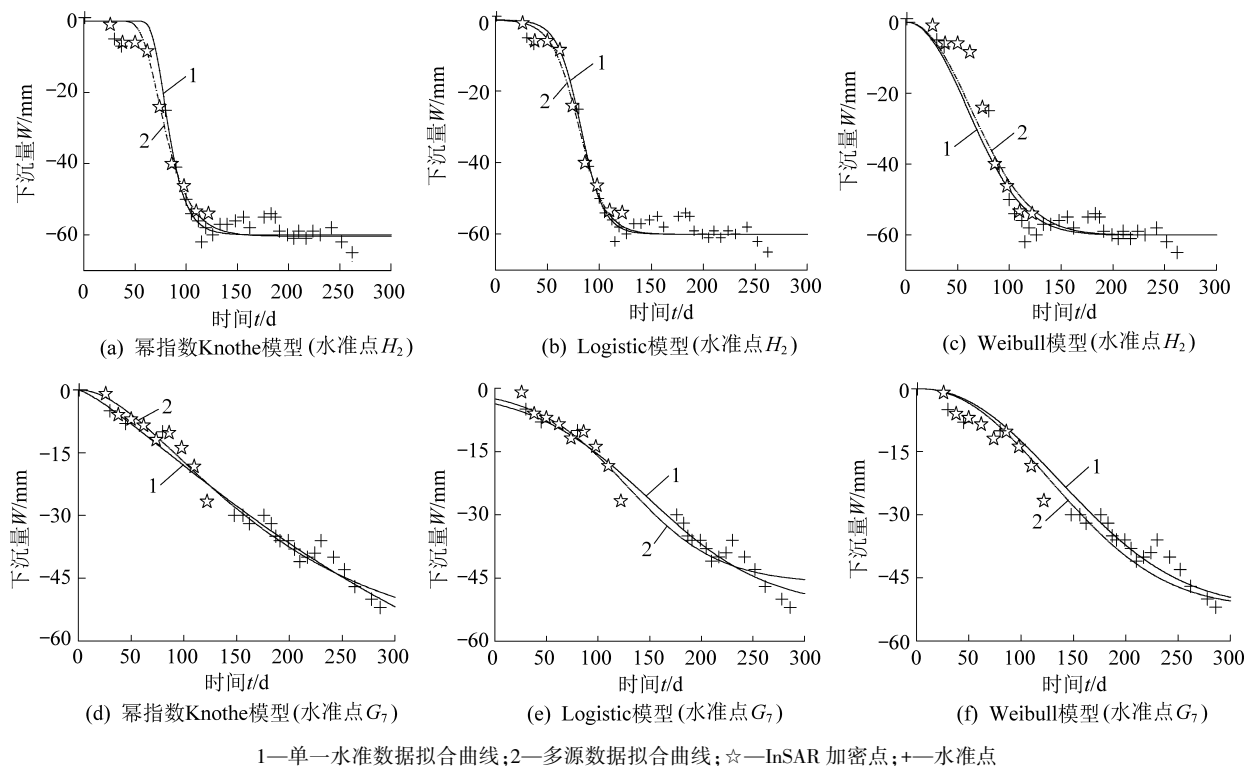 0
−20
−40
−60
下沉量W/mm
1
2
0 50 100 150 200 250 300
时间t/d
(a) 幂指数Knothe模型(水准点H₂)
0
−20
−40
−60
下沉量W/mm
1
2
0 50 100 150 200 250 300
时间t/d
(b) Logistic模型(水准点H₂)
0
−20
−40
−60
下沉量W/mm
1
2
0 50 100 150 200 250 300
时间t/d
(c) Weibull模型(水准点H₂)
0
−15
−30
−45
−60
下沉量W/mm
2
1
0 50 100 150 200 250 300
时间t/d
(d) 幂指数Knothe模型(水准点G₇)
0
−15
−30
−45
−60
下沉量W/mm
1
2
0 50 100 150 200 250 300
时间t/d
(e) Logistic模型(水准点G₇)
0
−15
−30
−45
−60
下沉量W/mm
1
2
0 50 100 150 200 250 300
时间t/d
(f) Weibull模型(水准点G₇)
1—单一水准数据拟合曲线;2—多源数据拟合曲线;☆—InSAR 加密点;+—水准点